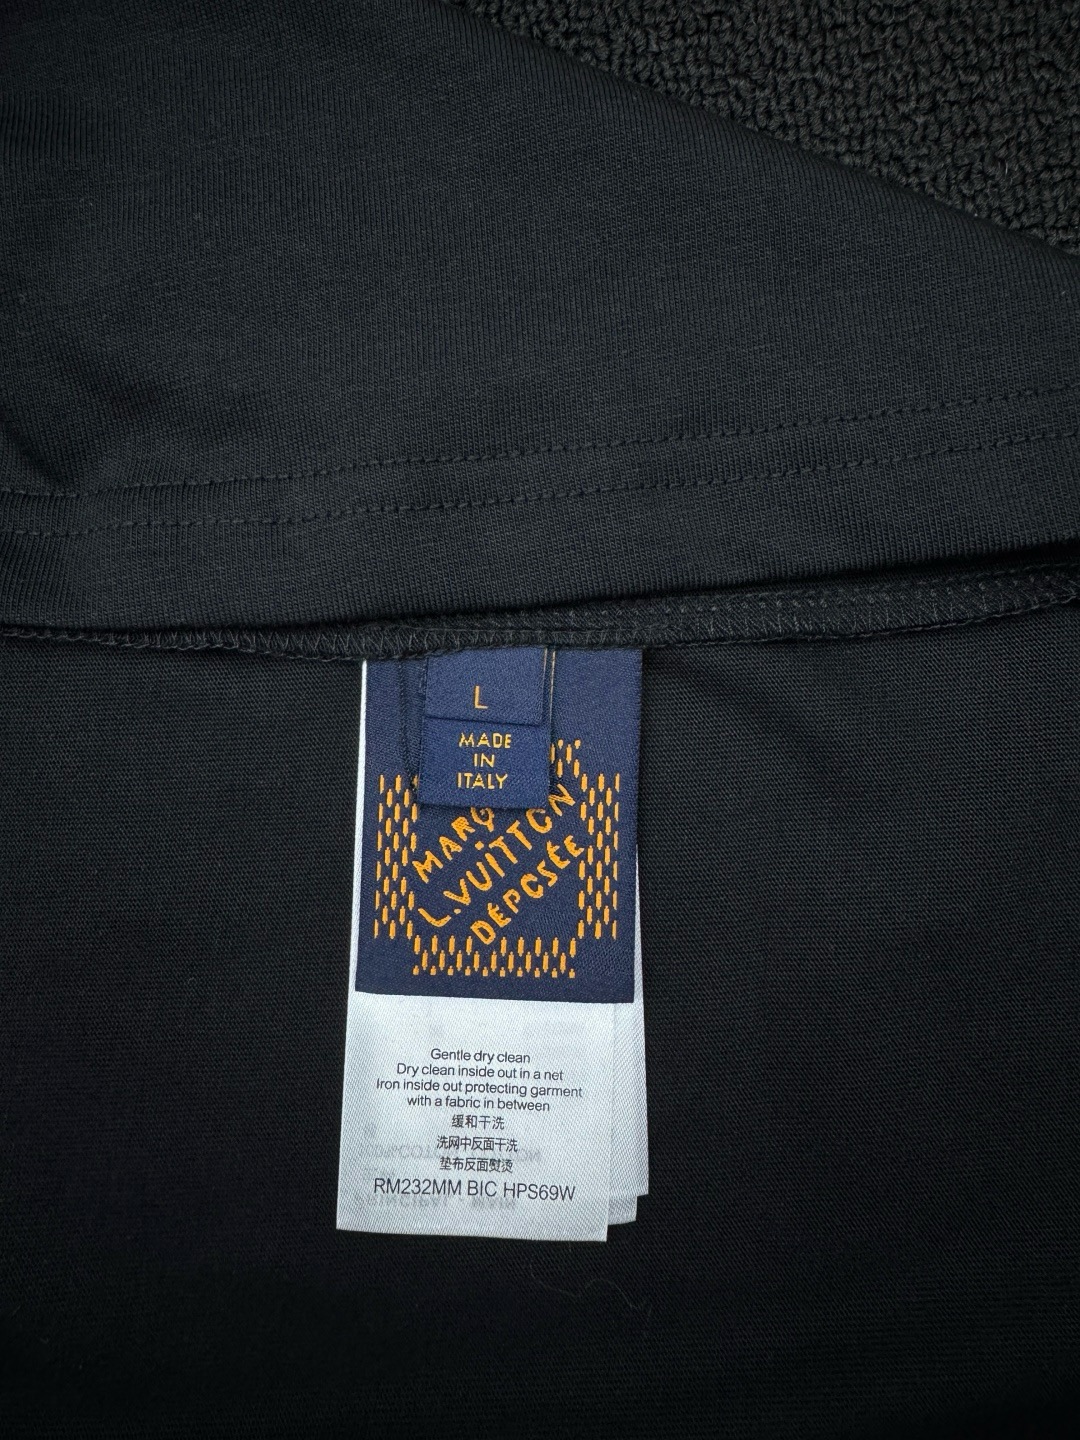 L
MADE
IN
ITALY
MARQ
L.VUITTON
DÉPOSÉE
Gentle dry clean
Dry clean inside out in a net
Iron inside out protecting garment
with a fabric in between
缓和干洗
洗网中反面干洗
垫布反面熨烫
RM232MM BIC HPS69W